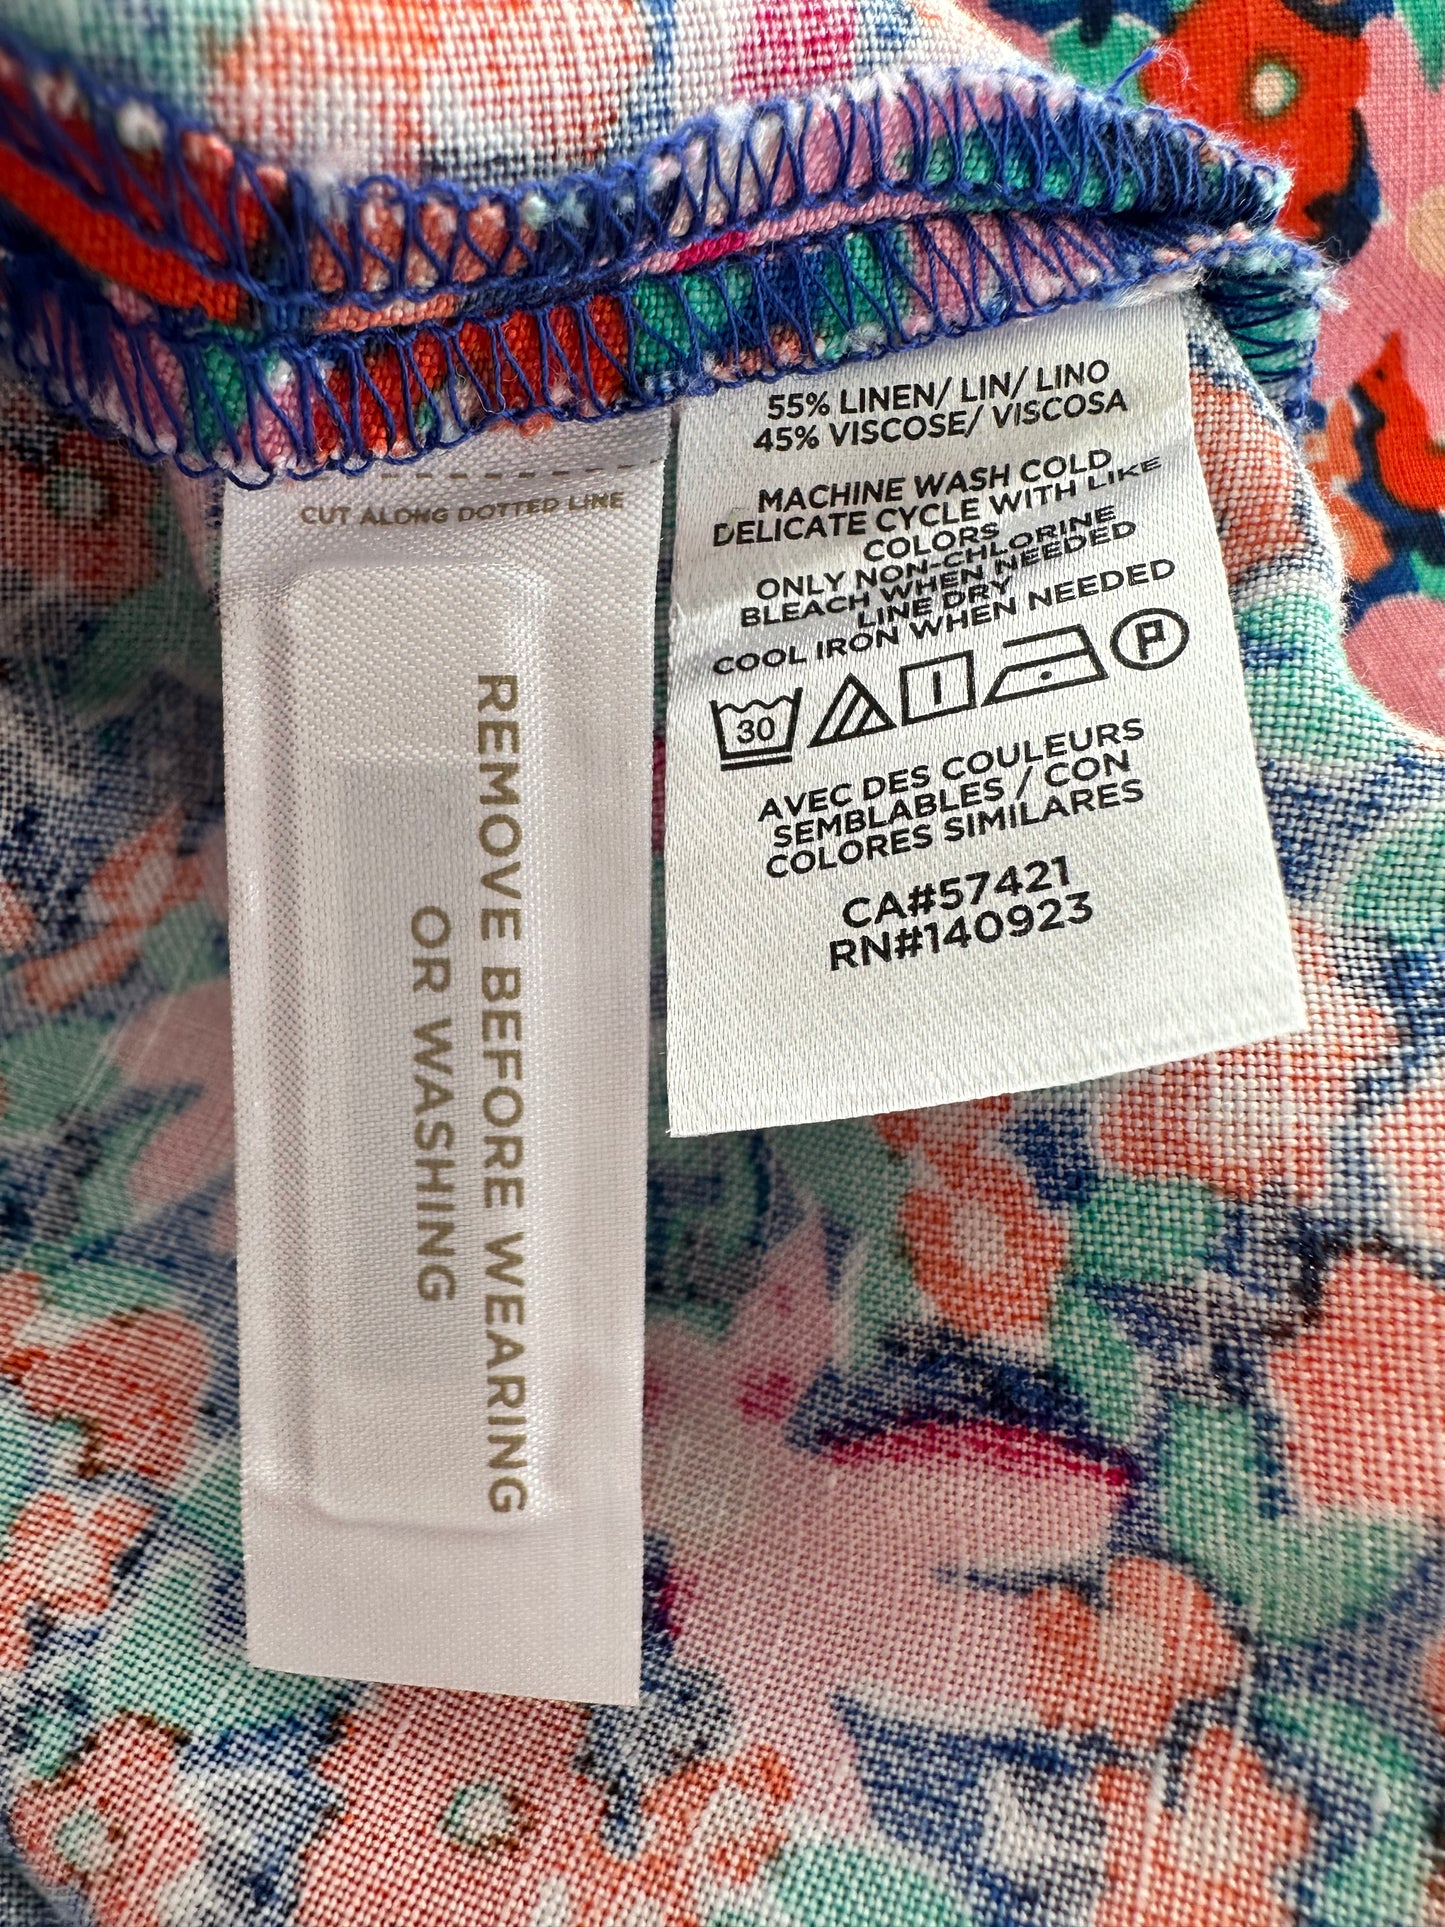 CUT ALONG DOTTED LINE
REMOVE BEFORE WEARING
OR WASHING
55% LINEN/ LIN/ LINO
45% VISCOSE/ VISCOSA
MACHINE WASH COLD
DELICATE CYCLE WITH LIKE
COLORS
ONLY NON-CHLORINE
BLEACH WHEN NEEDED
LINE DRY
COOL IRON WHEN NEEDED
30 P
AVEC DES COULEURS
SEMBLABLES / CON
COLORES SIMILARES
CA#57421
RN#140923